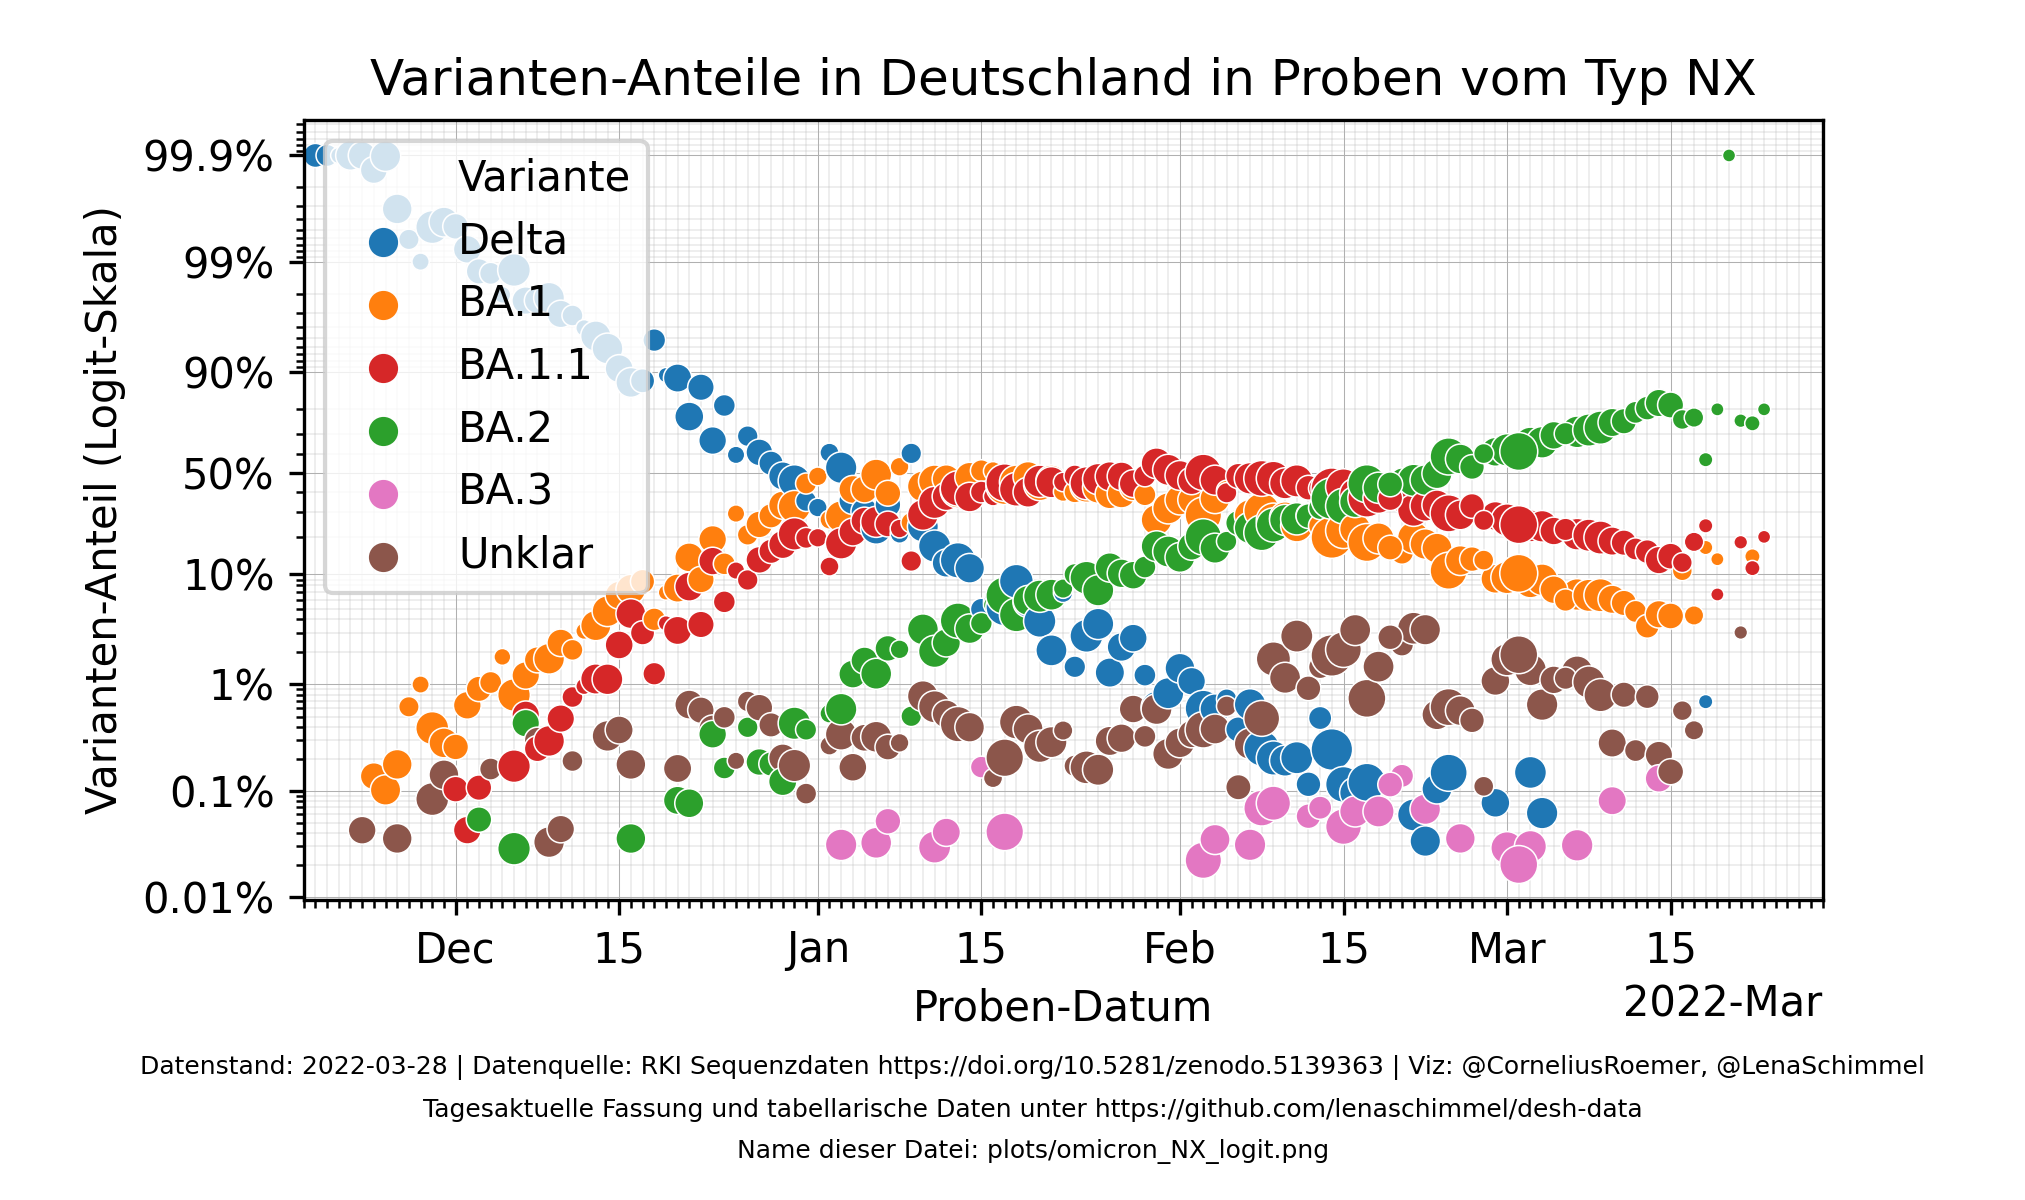 Varianten-Anteile in Deutschland in Proben vom Typ NX
Varianten-Anteil (Logit-Skala)
99.9%
99%
90%
50%
10%
1%
0.1%
0.01%
Variante
Delta
BA.1
BA.1.1
BA.2
BA.3
Unklar
Dec 15 Jan 15 Feb 15 Mar 15
Proben-Datum
2022-Mar
Datenstand: 2022-03-28 | Datenquelle: RKI Sequenzdaten https://doi.org/10.5281/zenodo.5139363 | Viz: @CorneliusRoemer, @LenaSchimmel
Tagesaktuelle Fassung und tabellarische Daten unter https://github.com/lenaschimmel/desh-data
Name dieser Datei: plots/omicron_NX_logit.png